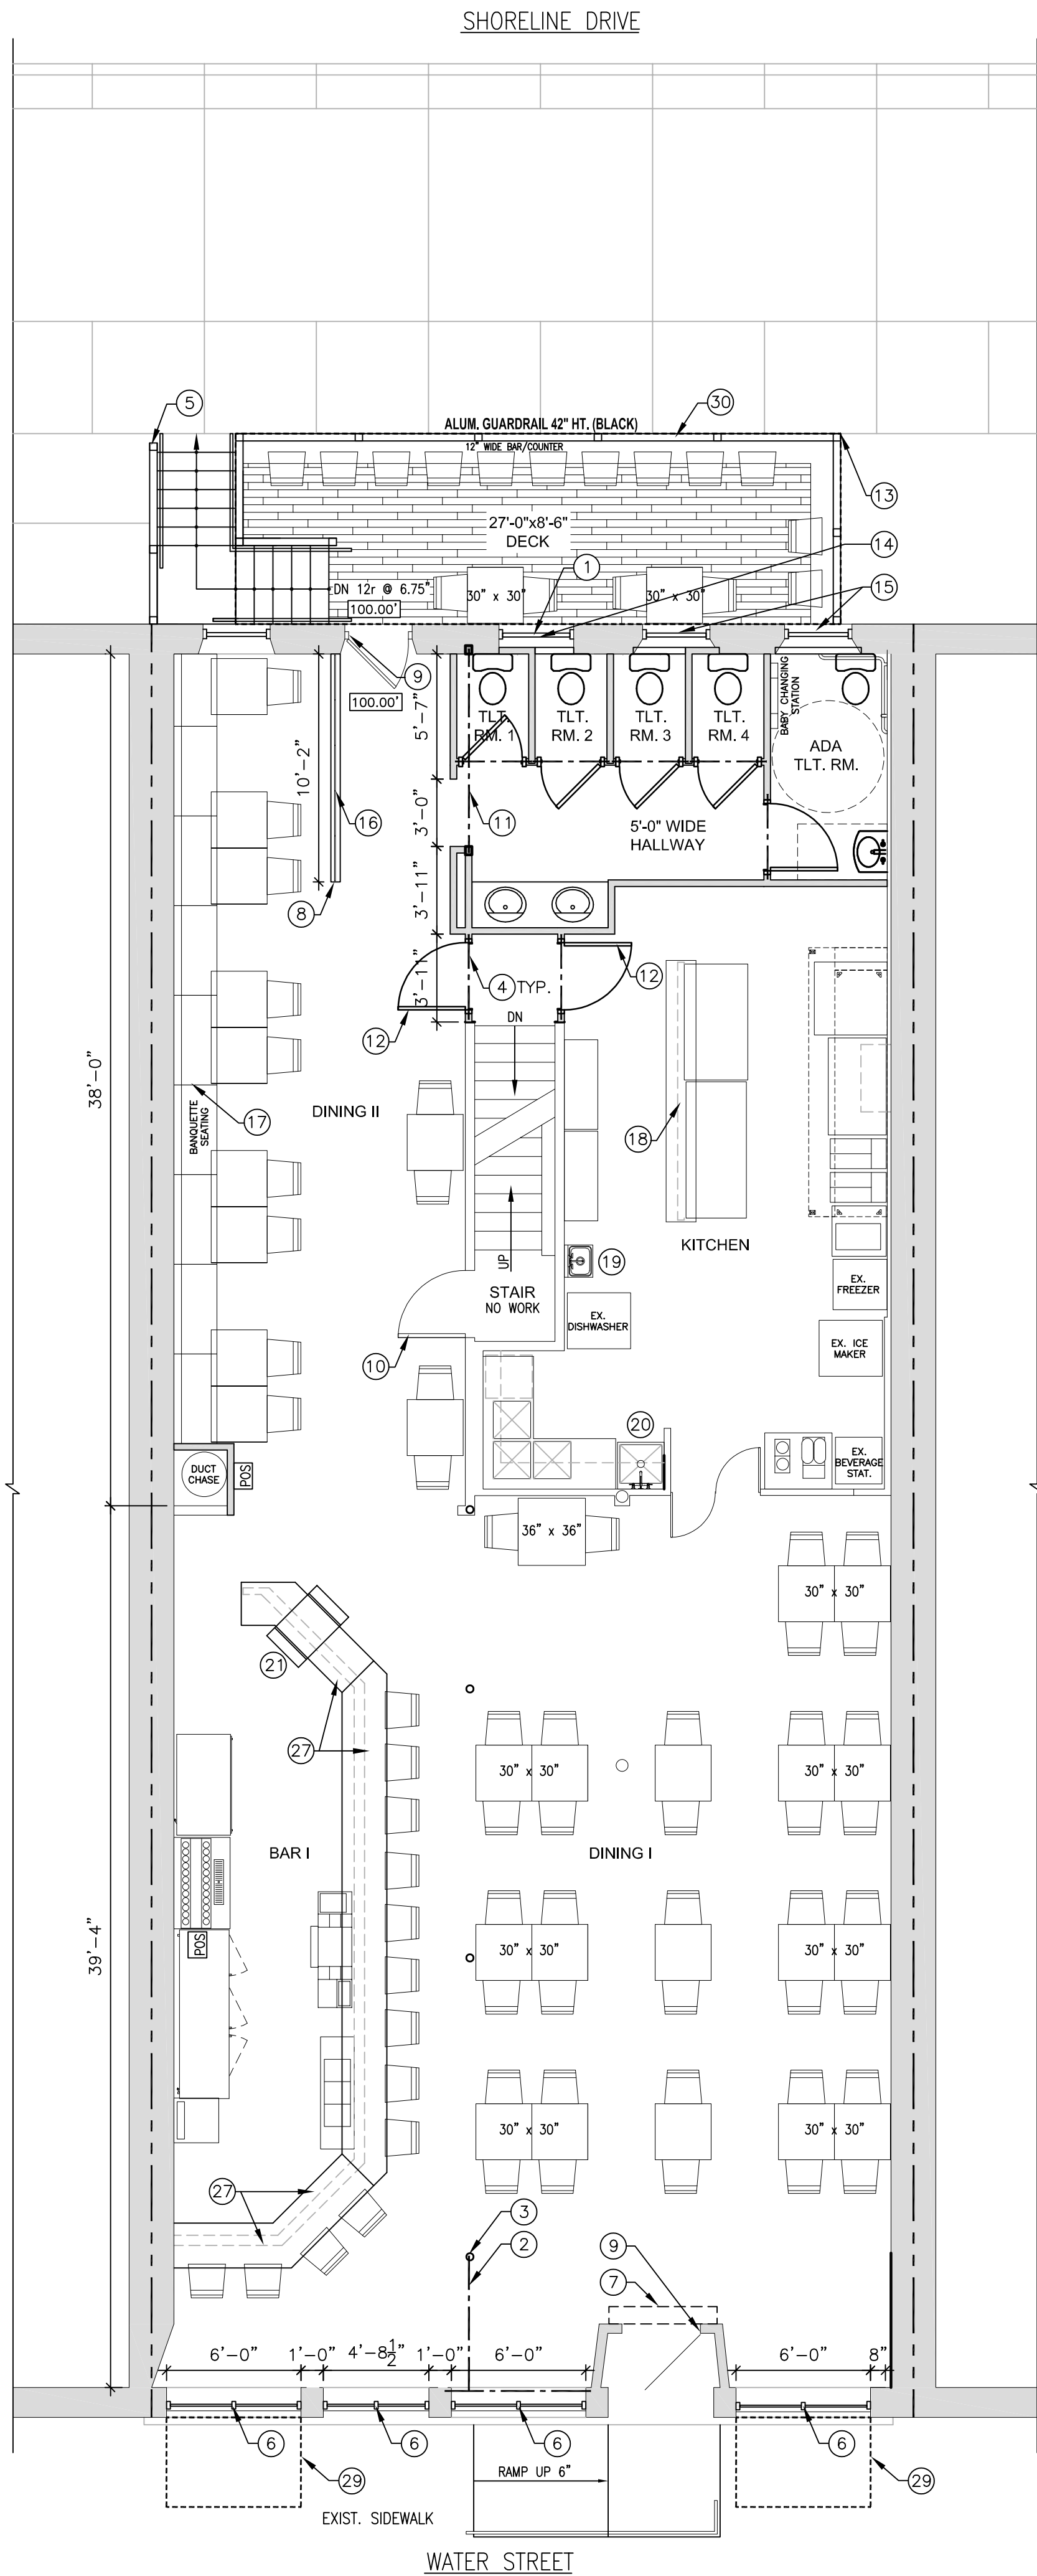 SHORELINE DRIVE
5
30
ALUM. GUARDRAIL 42" HT. (BLACK)
12" WIDE BAR/COUNTER
13
27'-0"x8'-6"
DECK
14
1
15
DN 12r @ 6.75"
30" x 30"
30" x 30"
100.00'
9
100.00'
5'-7"
10'-2"
TLT.
RM. 1
TLT.
RM. 2
TLT.
RM. 3
TLT.
RM. 4
BABY CHANGING
STATION
ADA
TLT. RM.
16
11
3'-0"
5'-0" WIDE
HALLWAY
8
3'-11"
3'-11"
4 TYP.
12
12
DN
38'-0"
DINING II
17
BANQUETTE
SEATING
18
KITCHEN
UP
19
STAIR
NO WORK
EX.
FREEZER
EX.
DISHWASHER
EX. ICE
MAKER
10
20
DUCT
CHASE
POS
EX.
BEVERAGE
STAT.
36" x 36"
30" x 30"
21
27
30" x 30"
30" x 30"
BAR I
DINING I
POS
39'-4"
30" x 30"
30" x 30"
30" x 30"
30" x 30"
27
3
2
9
7
6'-0"
1'-0"
4'-8 1/2"
1'-0"
6'-0"
6'-0"
8"
6
6
6
6
29
29
RAMP UP 6"
EXIST. SIDEWALK
WATER STREET